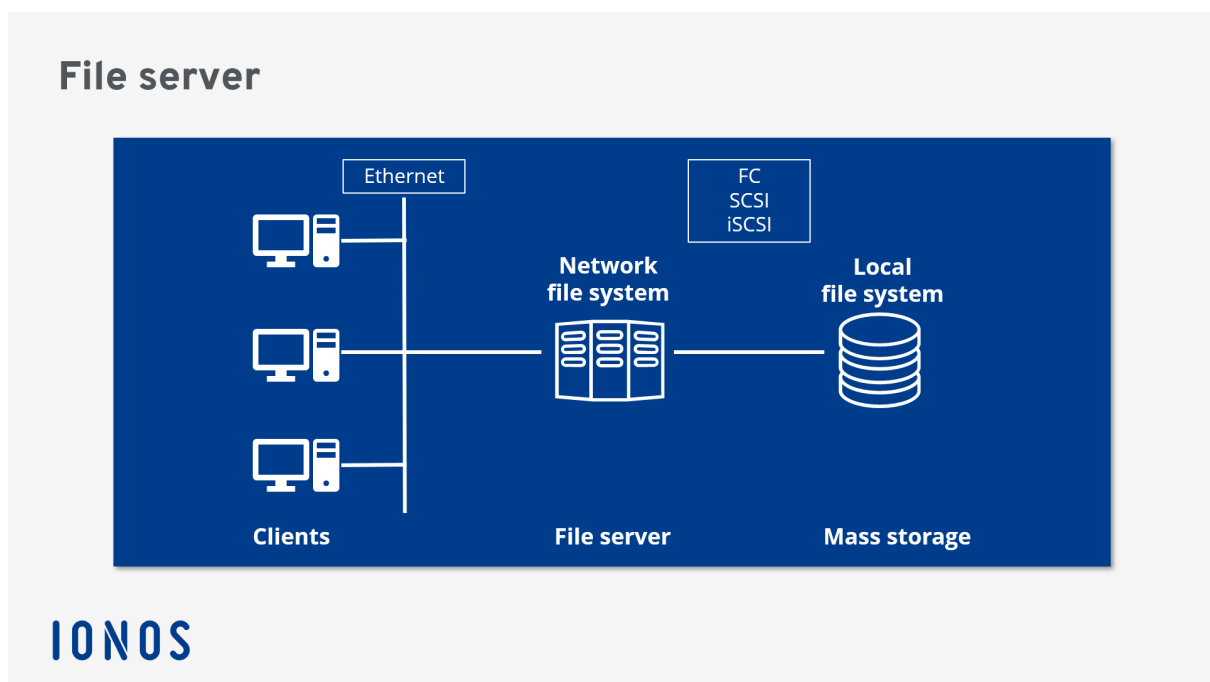 File server
Ethernet
FC
SCSI
iSCSI
Network
file system
Local
file system
Clients
File server
Mass storage
IONOS